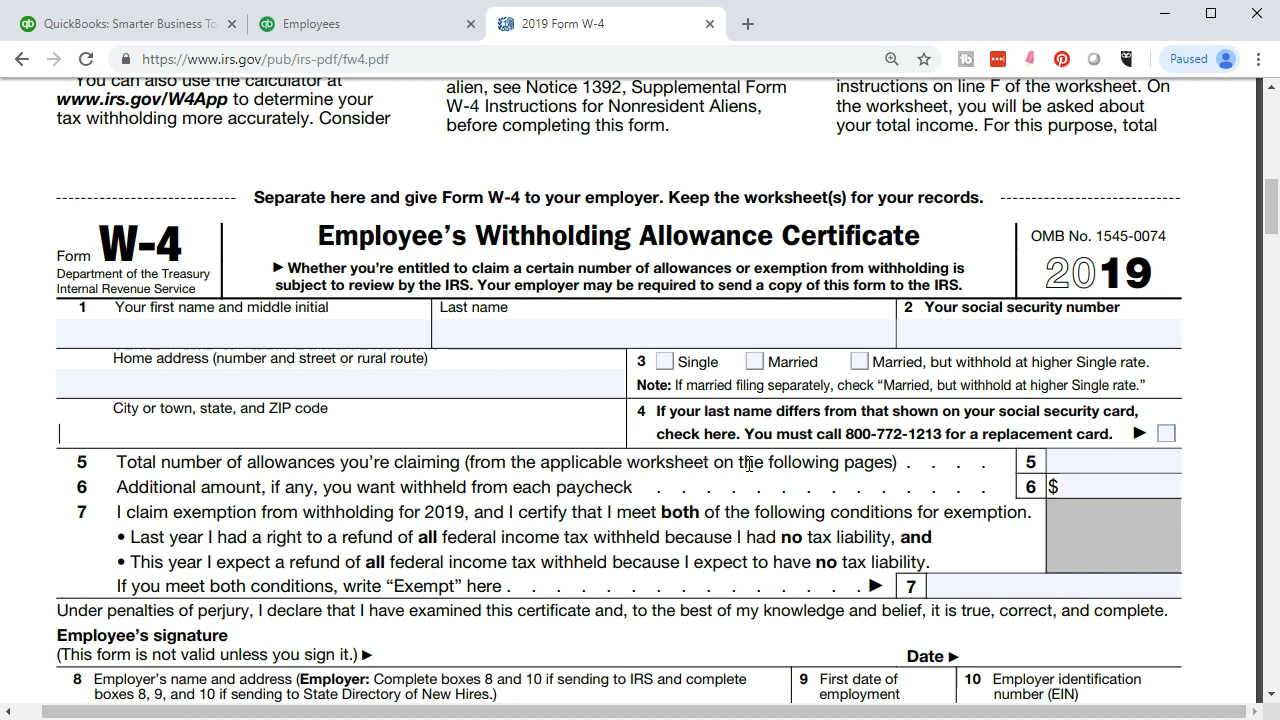 QuickBooks: Smarter Business To
Employees
2019 Form W-4
https://www.irs.gov/pub/irs-pdf/fw4.pdf
Paused
You can also use the calculator at
www.irs.gov/W4App to determine your
tax withholding more accurately. Consider
alien, see Notice 1392, Supplemental Form
W-4 Instructions for Nonresident Aliens,
before completing this form.
instructions on line F of the worksheet. On
the worksheet, you will be asked about
your total income. For this purpose, total
Separate here and give Form W-4 to your employer. Keep the worksheet(s) for your records.
Form W-4
Department of the Treasury
Internal Revenue Service
Employee's Withholding Allowance Certificate
► Whether you're entitled to claim a certain number of allowances or exemption from withholding is
subject to review by the IRS. Your employer may be required to send a copy of this form to the IRS.
OMB No. 1545-0074
2019
1 Your first name and middle initial
Last name
2 Your social security number
Home address (number and street or rural route)
3 Single Married Married, but withhold at higher Single rate.
Note: If married filing separately, check “Married, but withhold at higher Single rate.”
City or town, state, and ZIP code
4 If your last name differs from that shown on your social security card,
check here. You must call 800-772-1213 for a replacement card. ►
5 Total number of allowances you're claiming (from the applicable worksheet on the following pages) . . . . 5
6 Additional amount, if any, you want withheld from each paycheck . . . . . . . . . . . . . . 6 $
7 I claim exemption from withholding for 2019, and I certify that I meet both of the following conditions for exemption.
• Last year I had a right to a refund of all federal income tax withheld because I had no tax liability, and
• This year I expect a refund of all federal income tax withheld because I expect to have no tax liability.
If you meet both conditions, write “Exempt” here . . . . . . . . . . . . . . . ► 7
Under penalties of perjury, I declare that I have examined this certificate and, to the best of my knowledge and belief, it is true, correct, and complete.
Employee's signature
(This form is not valid unless you sign it.) ►
Date ►
8 Employer's name and address (Employer: Complete boxes 8 and 10 if sending to IRS and complete
boxes 8, 9, and 10 if sending to State Directory of New Hires.)
9 First date of
employment
10 Employer identification
number (EIN)